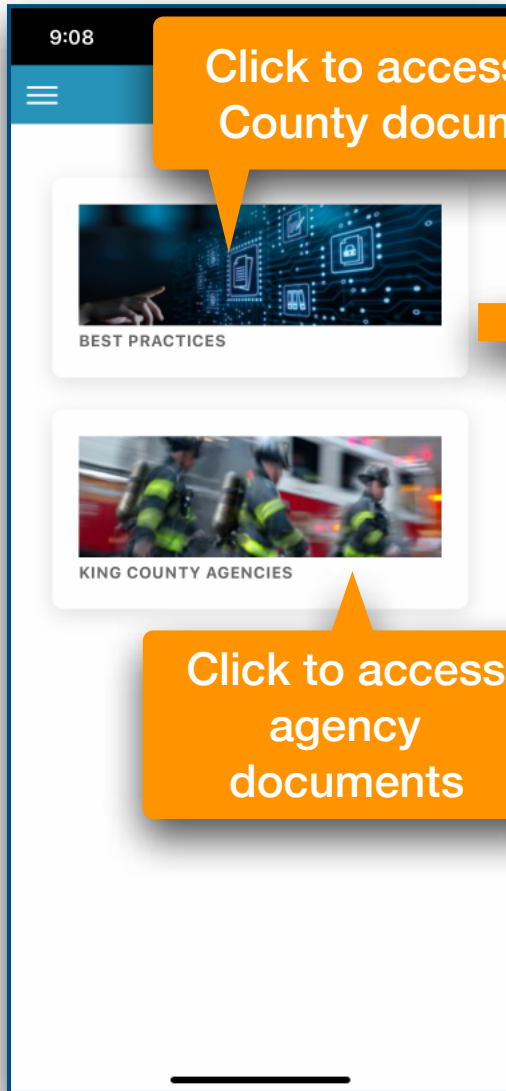 9:08
Click to access
County docum
BEST PRACTICES
KING COUNTY AGENCIES
Click to access
agency
documents